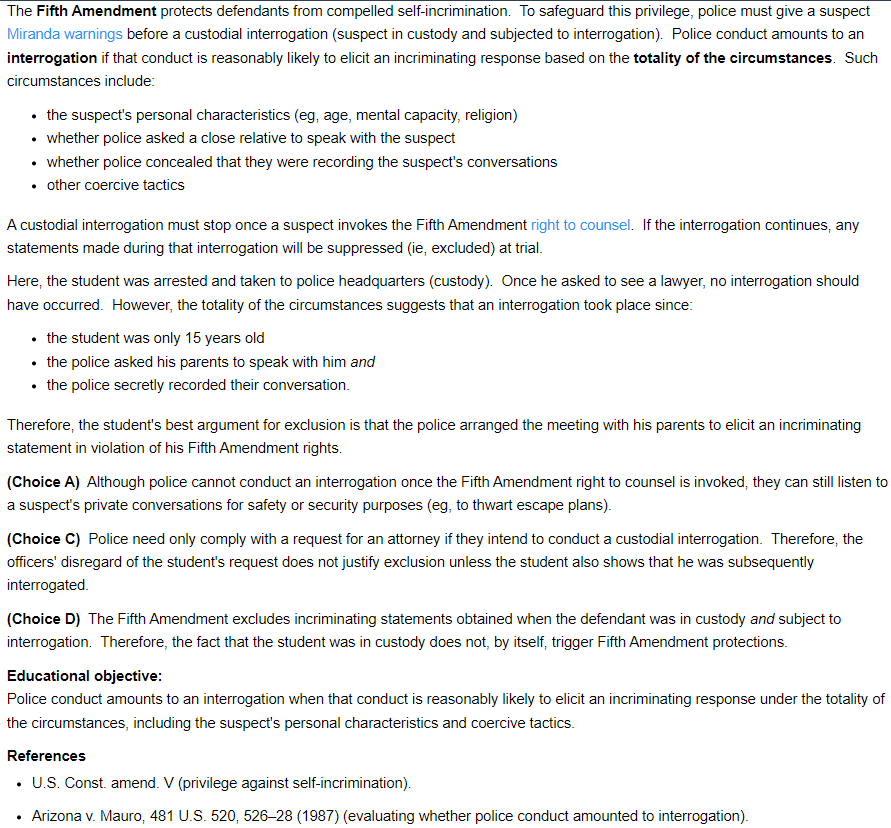 The Fifth Amendment protects defendants from compelled self-incrimination.  To safeguard this privilege, police must give a suspect
Miranda warnings before a custodial interrogation (suspect in custody and subjected to interrogation).  Police conduct amounts to an
interrogation if that conduct is reasonably likely to elicit an incriminating response based on the totality of the circumstances.  Such
circumstances include:
• the suspect's personal characteristics (eg, age, mental capacity, religion)
• whether police asked a close relative to speak with the suspect
• whether police concealed that they were recording the suspect's conversations
• other coercive tactics
A custodial interrogation must stop once a suspect invokes the Fifth Amendment right to counsel.  If the interrogation continues, any
statements made during that interrogation will be suppressed (ie, excluded) at trial.
Here, the student was arrested and taken to police headquarters (custody).  Once he asked to see a lawyer, no interrogation should
have occurred.  However, the totality of the circumstances suggests that an interrogation took place since:
• the student was only 15 years old
• the police asked his parents to speak with him and
• the police secretly recorded their conversation.
Therefore, the student's best argument for exclusion is that the police arranged the meeting with his parents to elicit an incriminating
statement in violation of his Fifth Amendment rights.
(Choice A)  Although police cannot conduct an interrogation once the Fifth Amendment right to counsel is invoked, they can still listen to
a suspect's private conversations for safety or security purposes (eg, to thwart escape plans).
(Choice C)  Police need only comply with a request for an attorney if they intend to conduct a custodial interrogation.  Therefore, the
officers' disregard of the student's request does not justify exclusion unless the student also shows that he was subsequently
interrogated.
(Choice D)  The Fifth Amendment excludes incriminating statements obtained when the defendant was in custody and subject to
interrogation.  Therefore, the fact that the student was in custody does not, by itself, trigger Fifth Amendment protections.
Educational objective:
Police conduct amounts to an interrogation when that conduct is reasonably likely to elicit an incriminating response under the totality of
the circumstances, including the suspect's personal characteristics and coercive tactics.
References
• U.S. Const. amend. V (privilege against self-incrimination).
• Arizona v. Mauro, 481 U.S. 520, 526–28 (1987) (evaluating whether police conduct amounted to interrogation).